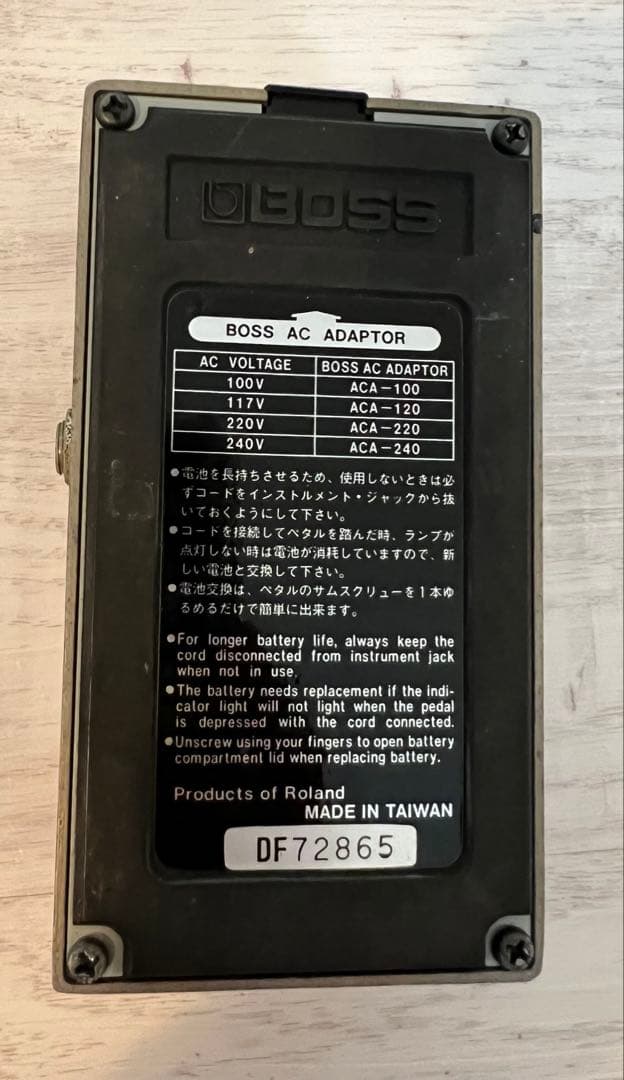 BOSS
BOSS AC ADAPTOR
AC VOLTAGE BOSS AC ADAPTOR
100V ACA-100
117V ACA-120
220V ACA-220
240V ACA-240
●電池を長持ちさせるため、使用しないときは必
ずコードをインストルメント・ジャックから抜
いておくようにして下さい。
●コードを接続してペタルを踏んだ時、ランプが
点灯しない時は電池が消耗していますので、新
しい電池と交換して下さい。
●電池交換は、ペタルのサムスクリューを1本ゆ
るめるだけで簡単に出来ます。
●For longer battery life, always keep the
cord disconnected from instrument jack
when not in use.
●The battery needs replacement if the indi-
cator light will not light when the pedal
is depressed with the cord connected.
●Unscrew using your fingers to open battery
compartment lid when replacing battery.
Products of Roland
MADE IN TAIWAN
DF72865